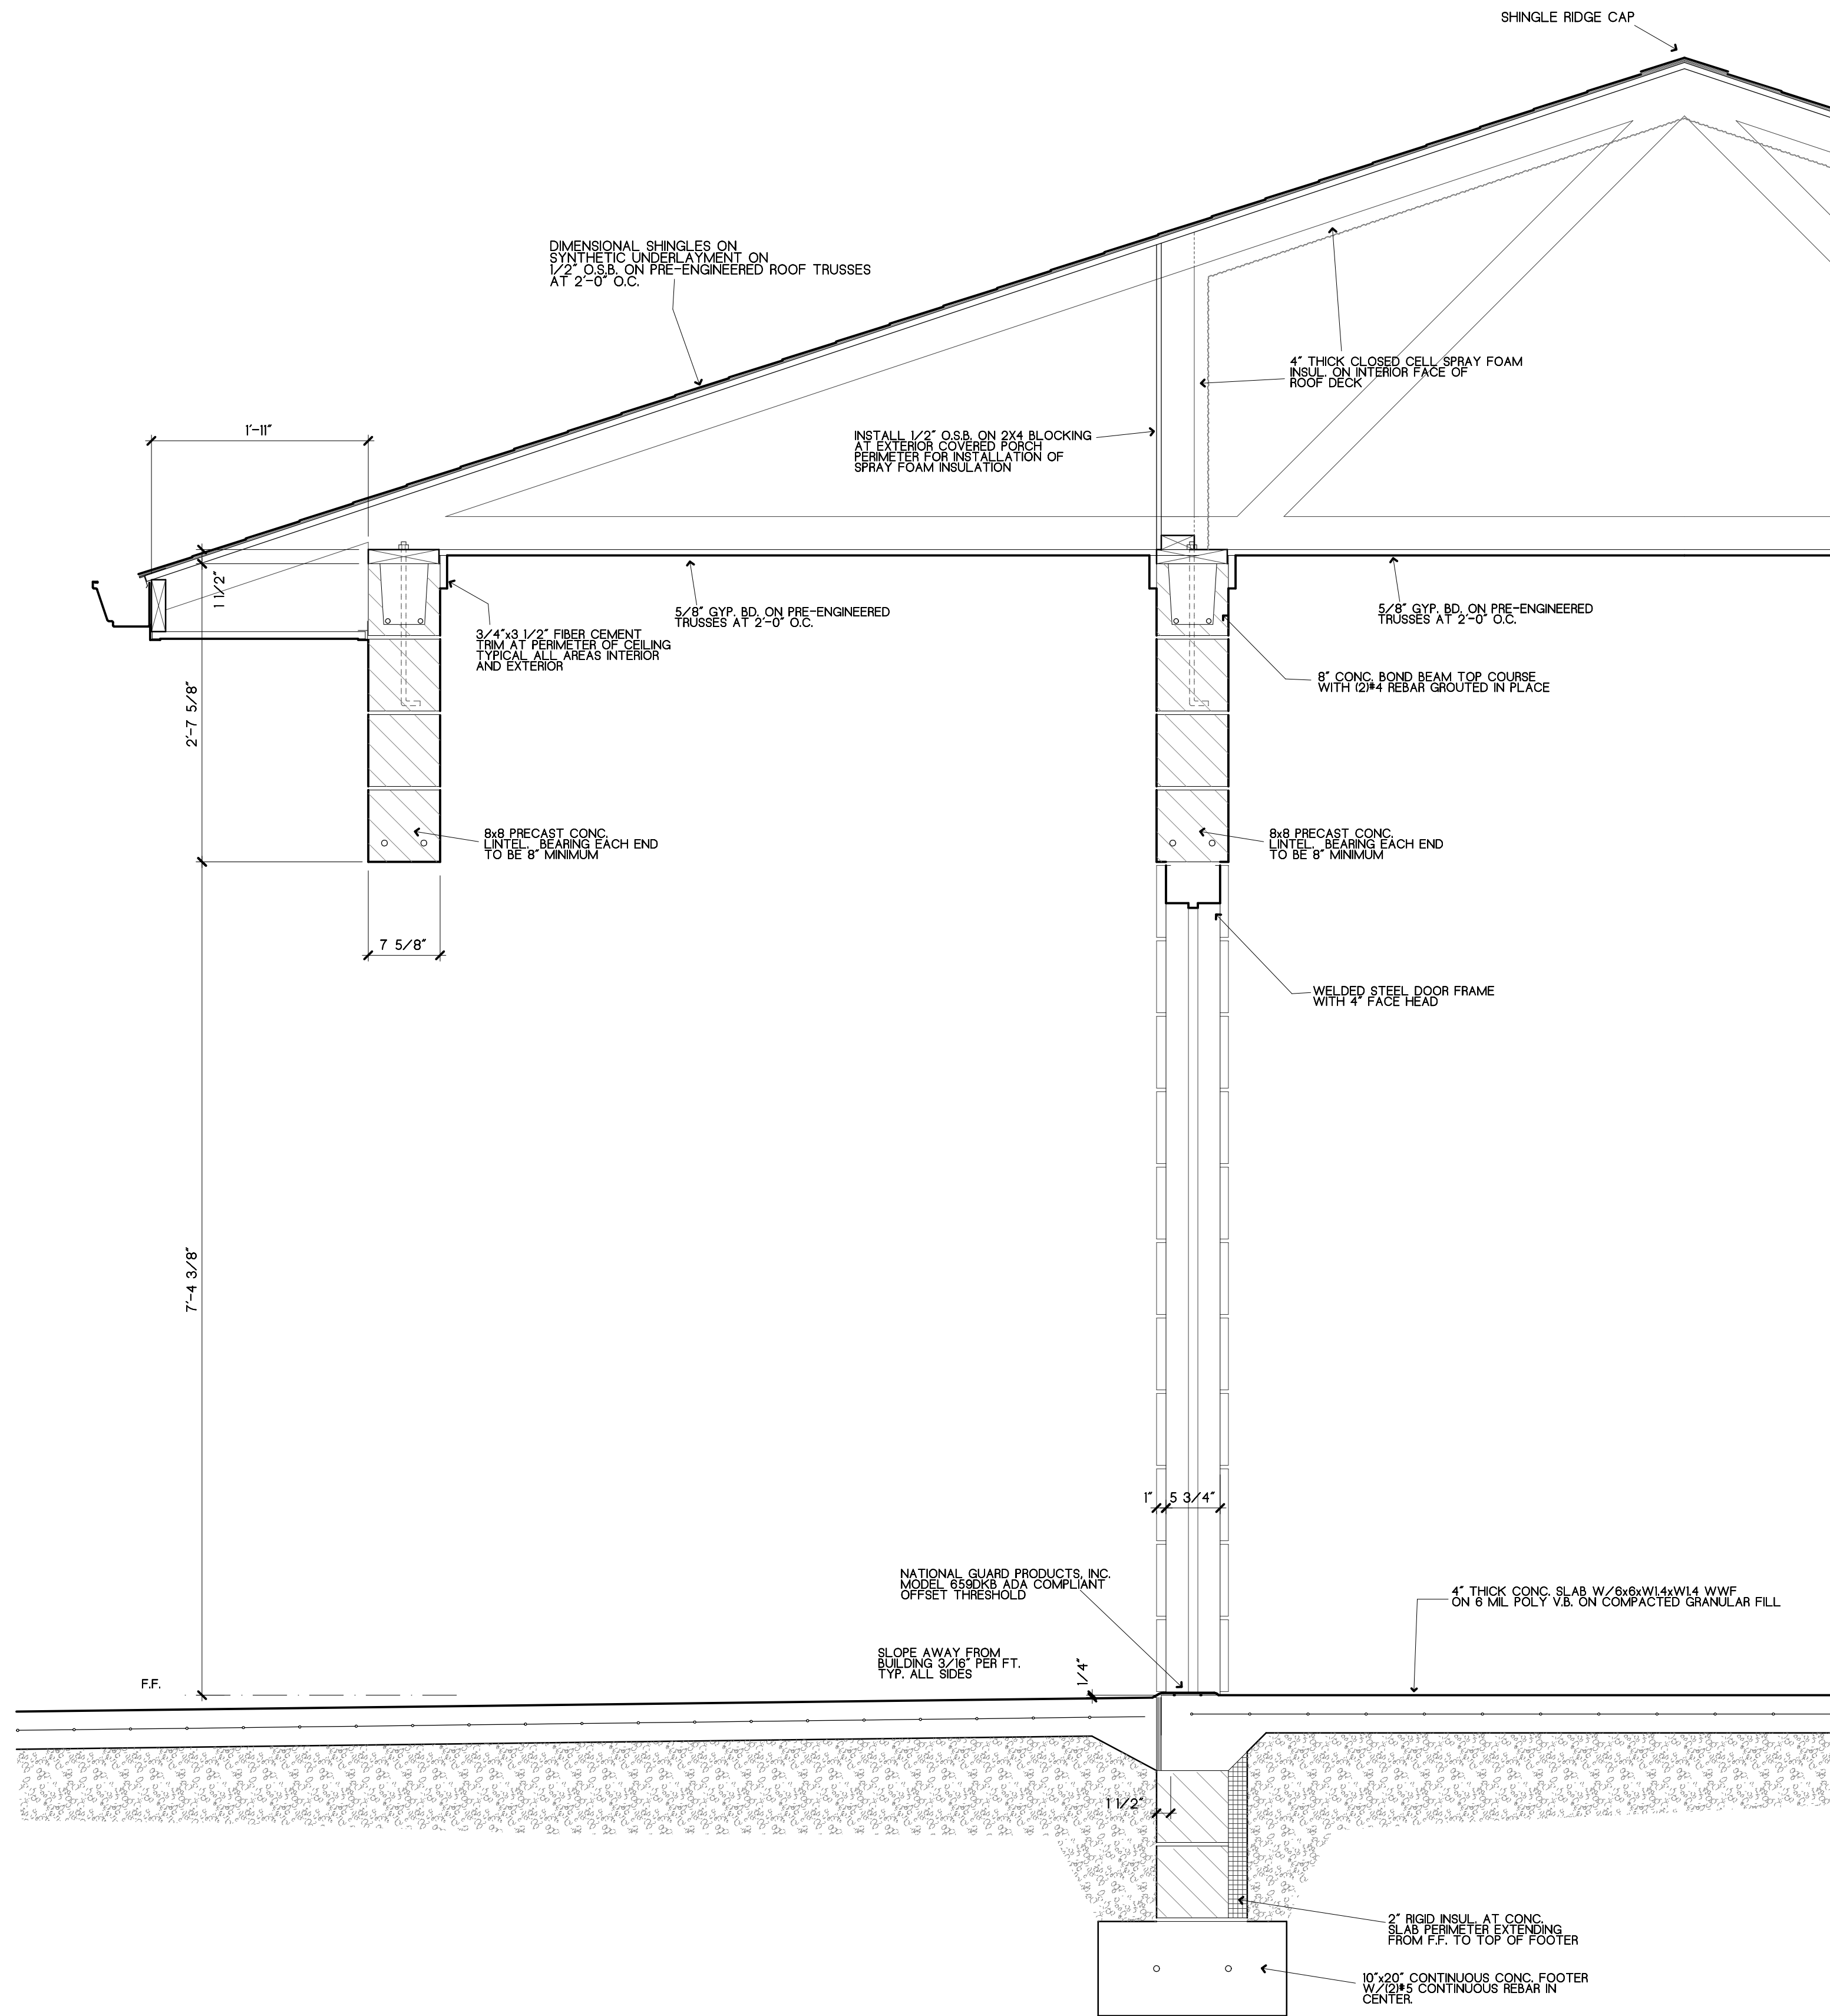 SHINGLE RIDGE CAP
DIMENSIONAL SHINGLES ON
SYNTHETIC UNDERLAYMENT ON
1/2" O.S.B. ON PRE-ENGINEERED ROOF TRUSSES
AT 2'-0" O.C.
4" THICK CLOSED CELL SPRAY FOAM
INSUL. ON INTERIOR FACE OF
ROOF DECK
1'-11"
INSTALL 1/2" O.S.B. ON 2X4 BLOCKING
AT EXTERIOR COVERED PORCH
PERIMETER FOR INSTALLATION OF
SPRAY FOAM INSULATION
1 1/2"
5/8" GYP. BD. ON PRE-ENGINEERED
TRUSSES AT 2'-0" O.C.
5/8" GYP. BD. ON PRE-ENGINEERED
TRUSSES AT 2'-0" O.C.
3/4"x3 1/2" FIBER CEMENT
TRIM AT PERIMETER OF CEILING
TYPICAL ALL AREAS INTERIOR
AND EXTERIOR
8" CONC. BOND BEAM TOP COURSE
WITH (2)#4 REBAR GROUTED IN PLACE
2'-7 5/8"
8x8 PRECAST CONC.
LINTEL. BEARING EACH END
TO BE 8" MINIMUM
8x8 PRECAST CONC.
LINTEL. BEARING EACH END
TO BE 8" MINIMUM
7 5/8"
WELDED STEEL DOOR FRAME
WITH 4" FACE HEAD
7'-4 3/8"
1"
5 3/4"
NATIONAL GUARD PRODUCTS, INC.
MODEL 659DKB ADA COMPLIANT
OFFSET THRESHOLD
4" THICK CONC. SLAB W/6x6xW1.4xW1.4 WWF
ON 6 MIL POLY V.B. ON COMPACTED GRANULAR FILL
SLOPE AWAY FROM
BUILDING 3/16" PER FT.
TYP. ALL SIDES
1/4"
F.F.
1 1/2"
2" RIGID INSUL. AT CONC.
SLAB PERIMETER EXTENDING
FROM F.F. TO TOP OF FOOTER
10"x20" CONTINUOUS CONC. FOOTER
W/(2)#5 CONTINUOUS REBAR IN
CENTER.